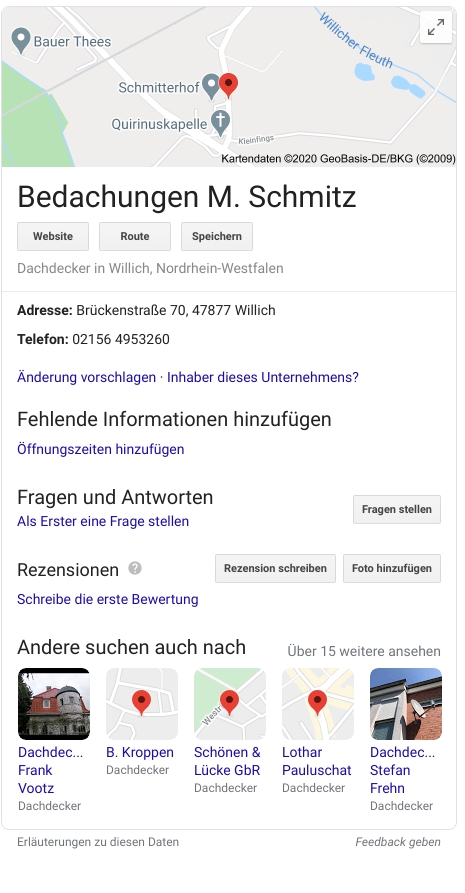 Bauer Thees
Willicher Fleuth
Schmitterhof
Quirinuskapelle
Kleinfings
Kartendaten ©2020 GeoBasis-DE/BKG (©2009)
Bedachungen M. Schmitz
Website Route Speichern
Dachdecker in Willich, Nordrhein-Westfalen
Adresse: Brückenstraße 70, 47877 Willich
Telefon: 02156 4953260
Änderung vorschlagen · Inhaber dieses Unternehmens?
Fehlende Informationen hinzufügen
Öffnungszeiten hinzufügen
Fragen und Antworten
Fragen stellen
Als Erster eine Frage stellen
Rezensionen ? Rezension schreiben Foto hinzufügen
Schreibe die erste Bewertung
Andere suchen auch nach Über 15 weitere ansehen
Westr
Dachdec... B. Kroppen Schönen & Lothar Dachdec...
Frank Dachdecker Lücke GbR Pauluschat Stefan
Vootz Dachdecker Dachdecker Frehn
Dachdecker Dachdecker
Erläuterungen zu diesen Daten Feedback geben